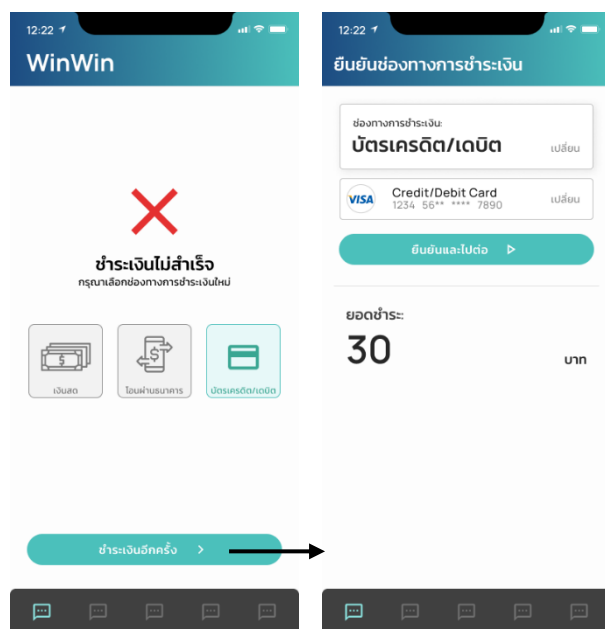 12:22
WinWin
ชำระเงินไม่สำเร็จ
กรุณาเลือกช่องทางการชำระเงินใหม่
$
เงินสด
$
โอนผ่านธนาคาร
บัตรเครดิต/เดบิต
ชำระเงินอีกครั้ง >
12:22
ยืนยันช่องทางการชำระเงิน
ช่องทางการชำระเงิน:
บัตรเครดิต/เดบิต
เปลี่ยน
VISA
Credit/Debit Card
1234 56** **** 7890
เปลี่ยน
ยืนยันและไปต่อ
ยอดชำระ:
30
บาท